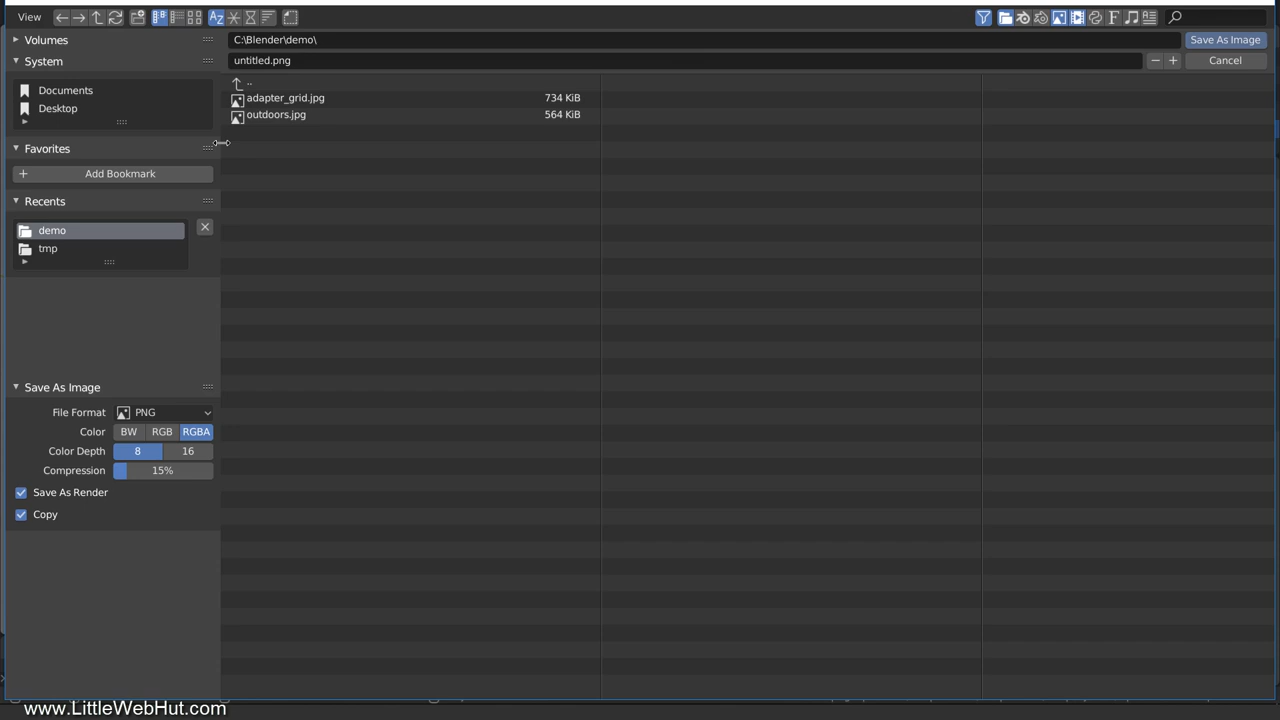 View
Volumes
C:\Blender\demo\
Save As Image
System
untitled.png
Cancel
Documents
Desktop
..
adapter_grid.jpg 734 KiB
outdoors.jpg 564 KiB
Favorites
Add Bookmark
Recents
demo
tmp
Save As Image
File Format PNG
Color BW RGB RGBA
Color Depth 8 16
Compression 15%
Save As Render
Copy
www.LittleWebHut.com